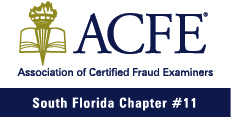 ACFE®
Association of Certified Fraud Examiners
South Florida Chapter #11